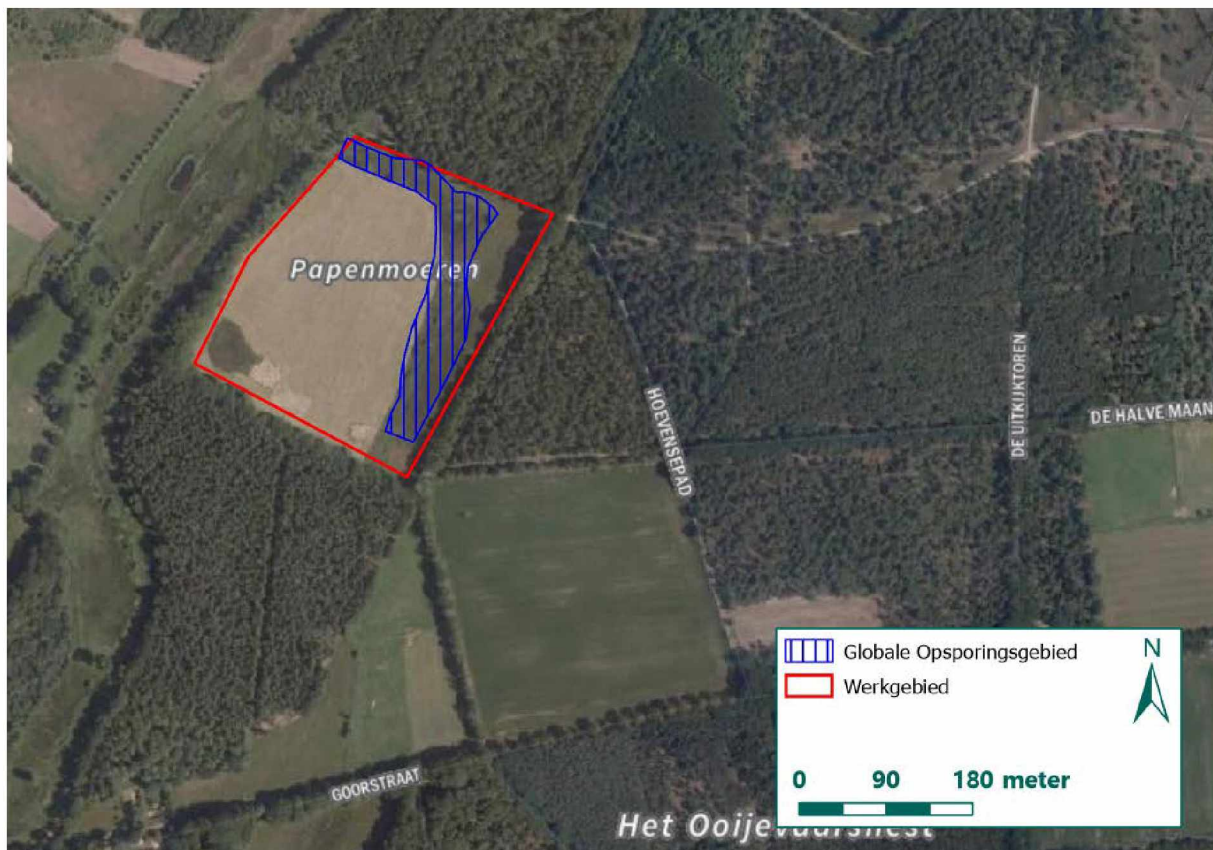 Papenmoeren
HOEVENSEPAD
DE UITKIJKTOREN
DE HALVE MAAN
GOORSTRAAT
Het Ooijevaarsnest
Globale Opsporingsgebied
Werkgebied
N
0 90 180 meter